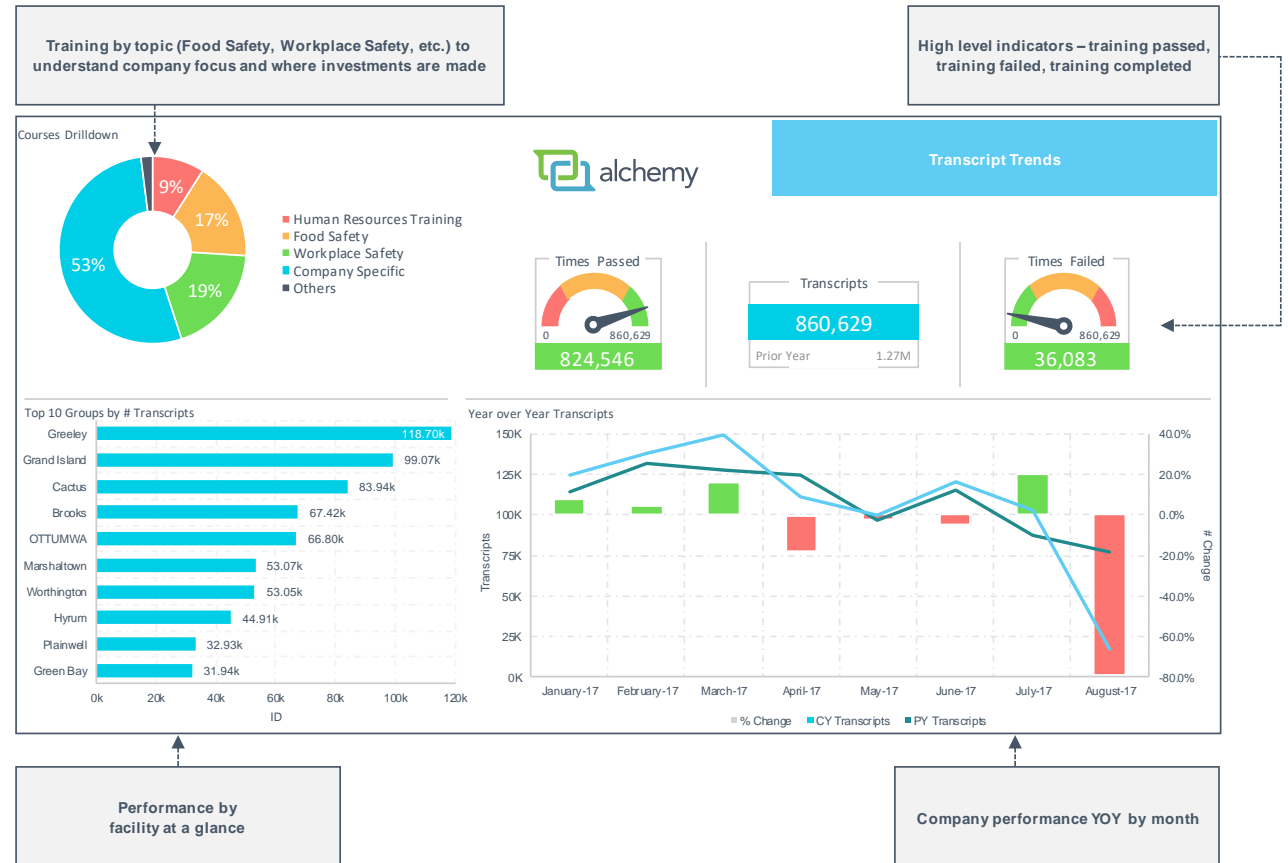 Training by topic (Food Safety, Workplace Safety, etc.) to
understand company focus and where investments are made
High level indicators – training passed,
training failed, training completed
Courses Drilldown
9%
17%
19%
53%
Human Resources Training
Food Safety
Workplace Safety
Company Specific
Others
alchemy
Transcript Trends
Times Passed
0
860,629
824,546
Transcripts
860,629
Prior Year
1.27M
Times Failed
0
860,629
36,083
Top 10 Groups by # Transcripts
Greeley
118.70k
Grand Island
99.07k
Cactus
83.94k
Brooks
67.42k
OTTUMWA
66.80k
Marshaltown
53.07k
Worthington
53.05k
Hyrum
44.91k
Plainwell
32.93k
Green Bay
31.94k
0k 20k 40k 60k 80k 100k 120k
ID
Year over Year Transcripts
150K
125K
100K
75K
50K
25K
0K
Transcripts
40.0%
20.0%
0.0%
-20.0%
-40.0%
-60.0%
-80.0%
# Change
January-17 February-17 March-17 April-17 May-17 June-17 July-17 August-17
% Change CY Transcripts PY Transcripts
Performance by
facility at a glance
Company performance YOY by month